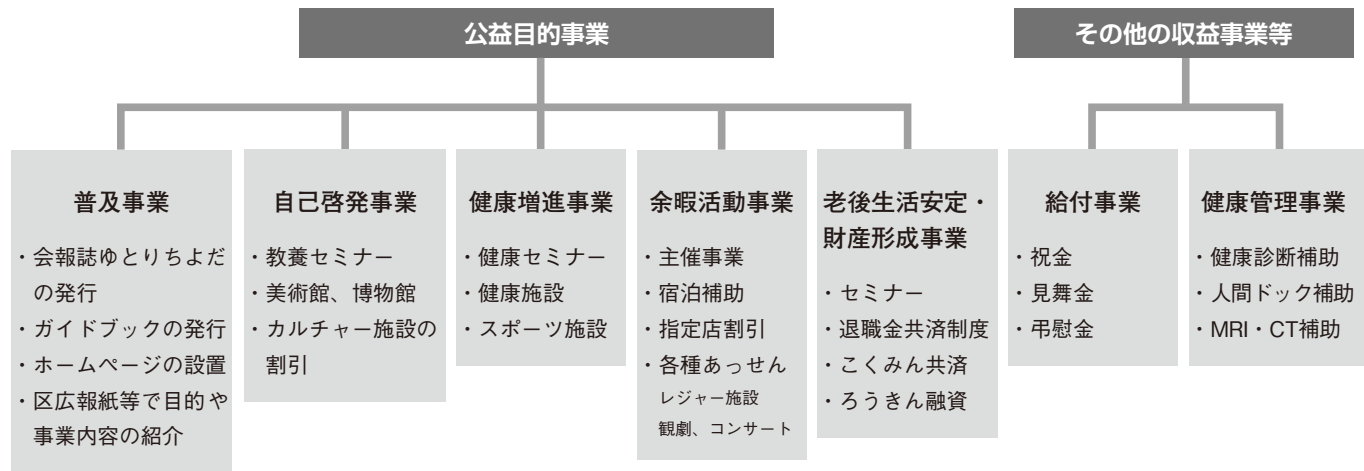 公益目的事業
その他の収益事業等
普及事業
・会報誌ゆとりちよだ
の発行
・ガイドブックの発行
・ホームページの設置
・区広報紙等で目的や
事業内容の紹介
自己啓発事業
・教養セミナー
・美術館、博物館
・カルチャー施設の
割引
健康増進事業
・健康セミナー
・健康施設
・スポーツ施設
余暇活動事業
・主催事業
・宿泊補助
・指定店割引
・各種あっせん
レジャー施設
観劇、コンサート
老後生活安定・
財産形成事業
・セミナー
・退職金共済制度
・こくみん共済
・ろうきん融資
給付事業
・祝金
・見舞金
・弔慰金
健康管理事業
・健康診断補助
・人間ドック補助
・MRI・CT補助